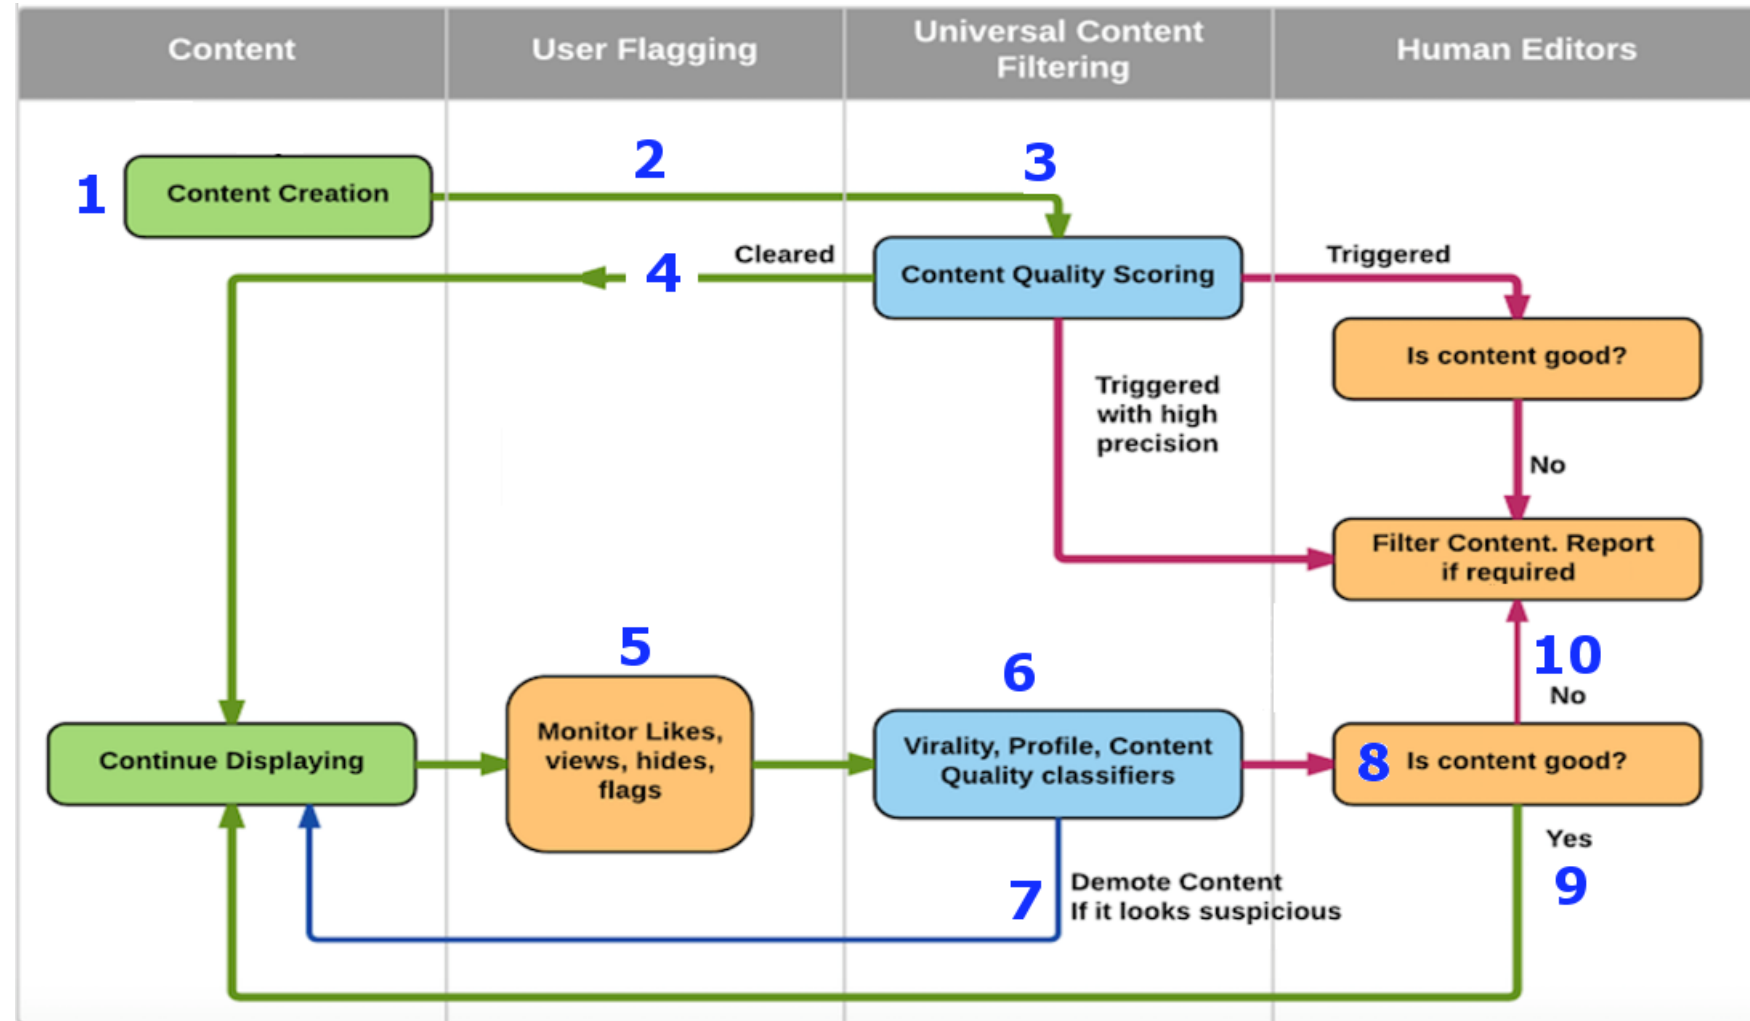 Content
User Flagging
Universal Content
Filtering
Human Editors
1
Content Creation
2
3
Cleared
4
Content Quality Scoring
Triggered
Is content good?
Triggered
with high
precision
No
Filter Content. Report
if required
5
6
10
No
Continue Displaying
Monitor Likes,
views, hides,
flags
Virality, Profile, Content
Quality classifiers
8 Is content good?
7
Demote Content
If it looks suspicious
Yes
9